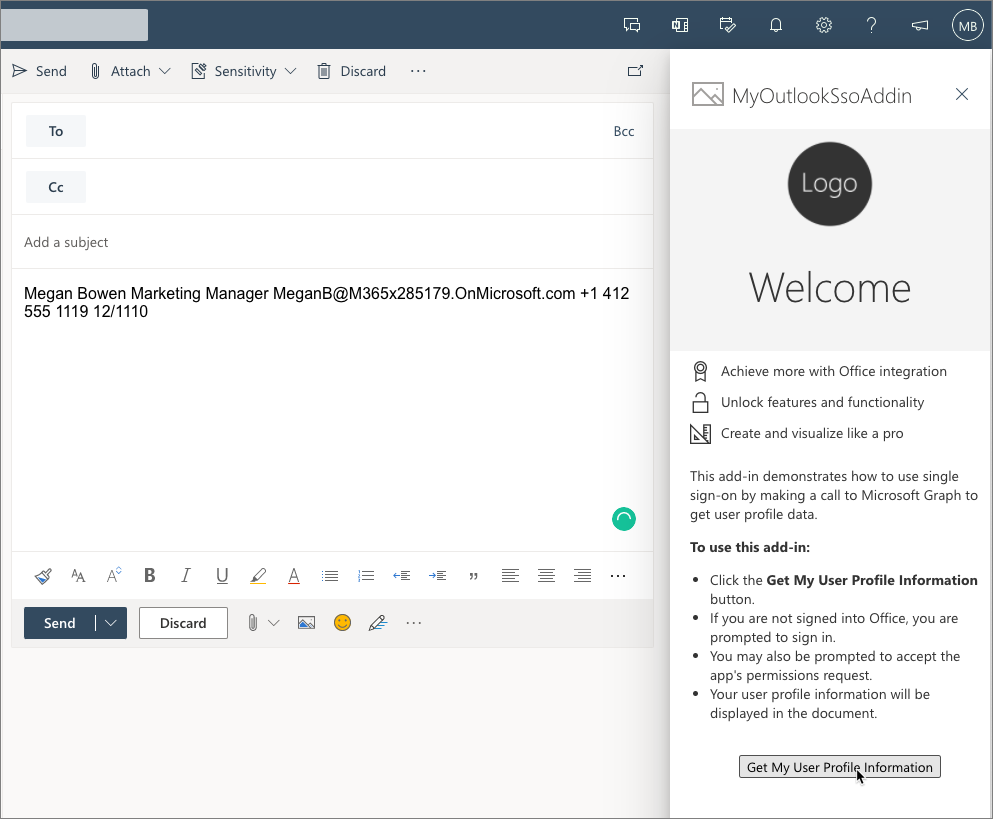 MB
Send
Attach
Sensitivity
Discard
To
Bcc
Cc
Add a subject
Megan Bowen Marketing Manager MeganB@M365x285179.OnMicrosoft.com +1 412
555 1119 12/1110
B I U A
Send
Discard
MyOutlookSsoAddin
Logo
Welcome
Achieve more with Office integration
Unlock features and functionality
Create and visualize like a pro
This add-in demonstrates how to use single
sign-on by making a call to Microsoft Graph to
get user profile data.
To use this add-in:
Click the Get My User Profile Information
button.
If you are not signed into Office, you are
prompted to sign in.
You may also be prompted to accept the
app's permissions request.
Your user profile information will be
displayed in the document.
Get My User Profile Information